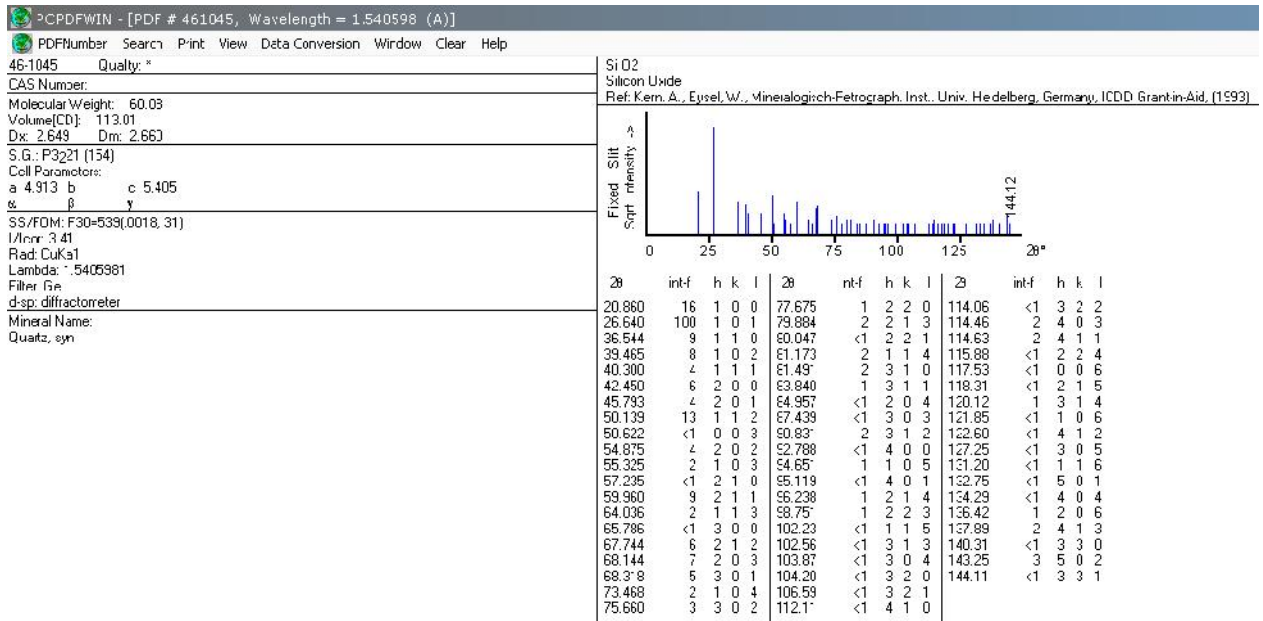 PCPDFWIN - [PDF # 461045, Wavelength = 1.540598 (A)]
PDFNumber Search Print View Data Conversion Window Clear Help
46-1045 Quality: *
CAS Number:
Molecular Weight: 60.08
Volume[CD]: 113.01
Dx: 2.649 Dm: 2.660
S.G.: P3221 (154)
Cell Parameters:
a 4.913 b c 5.405
α β γ
SS/FOM: F30=539(.0018, 31)
I/Icor: 3.41
Rad: CuKa1
Lambda: 1.5405981
Filter: Ge
d-sp: diffractometer
Mineral Name:
Quartz, syn
Si O2
Silicon Oxide
Ref: Kern, A., Eysel, W., Mineralogisch-Petrograph. Inst., Univ. Heidelberg, Germany, ICDD Grant-in-Aid, (1993)
Fixed Slit
Sqrt Intensity ->
144.12
0 25 50 75 100 125 2θ°
2θ int-f h k l 2θ int-f h k l 2θ int-f h k l
20.860 16 1 0 0 77.675 1 2 2 0 114.06 <1 3 2 2
26.640 100 1 0 1 79.884 2 2 1 3 114.46 2 4 0 3
36.544 9 1 1 0 80.047 <1 2 2 1 114.63 2 4 1 1
39.465 8 1 0 2 81.173 2 1 1 4 115.88 <1 2 2 4
40.300 4 1 1 1 81.491 2 3 1 0 117.53 <1 0 0 6
42.450 6 2 0 0 83.840 1 3 1 1 118.31 <1 2 1 5
45.793 4 2 0 1 84.957 <1 2 0 4 120.12 1 3 1 4
50.139 13 1 1 2 87.439 <1 3 0 3 121.85 <1 1 0 6
50.622 <1 0 0 3 90.831 2 3 1 2 122.60 <1 4 1 2
54.875 4 2 0 2 92.788 <1 4 0 0 127.25 <1 3 0 5
55.325 2 1 0 3 94.651 1 1 0 5 131.20 <1 1 1 6
57.235 <1 2 1 0 95.119 <1 4 0 1 132.75 <1 5 0 1
59.960 9 2 1 1 96.238 1 2 1 4 134.29 <1 4 0 4
64.036 2 1 1 3 98.751 1 2 2 3 136.42 1 2 0 6
65.786 <1 3 0 0 102.23 <1 1 1 5 137.89 2 4 1 3
67.744 6 2 1 2 102.56 <1 3 1 3 140.31 <1 3 3 0
68.144 7 2 0 3 103.87 <1 3 0 4 143.25 3 5 0 2
68.318 5 3 0 1 104.20 <1 3 2 0 144.11 <1 3 3 1
73.468 2 1 0 4 106.59 <1 3 2 1
75.660 3 3 0 2 112.11 <1 4 1 0